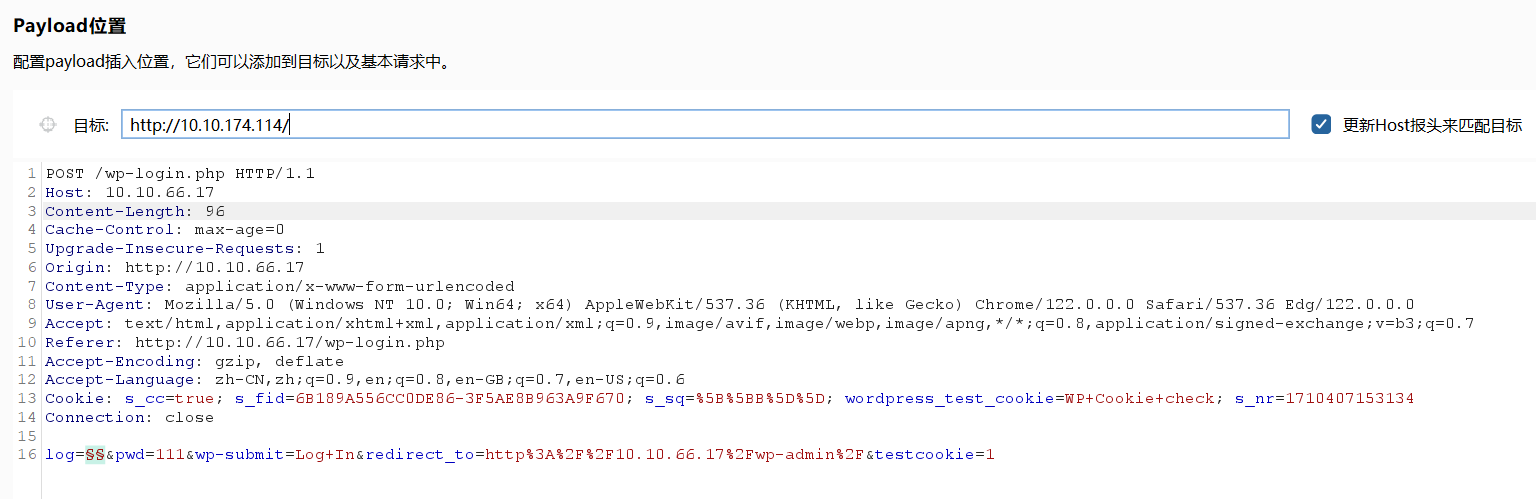 Payload位置
配置payload插入位置，它们可以添加到目标以及基本请求中。
目标: http://10.10.174.114/ 更新Host报头来匹配目标
1 POST /wp-login.php HTTP/1.1
2 Host: 10.10.66.17
3 Content-Length: 96
4 Cache-Control: max-age=0
5 Upgrade-Insecure-Requests: 1
6 Origin: http://10.10.66.17
7 Content-Type: application/x-www-form-urlencoded
8 User-Agent: Mozilla/5.0 (Windows NT 10.0; Win64; x64) AppleWebKit/537.36 (KHTML, like Gecko) Chrome/122.0.0.0 Safari/537.36 Edg/122.0.0.0
9 Accept: text/html,application/xhtml+xml,application/xml;q=0.9,image/avif,image/webp,image/apng,*/*;q=0.8,application/signed-exchange;v=b3;q=0.7
10 Referer: http://10.10.66.17/wp-login.php
11 Accept-Encoding: gzip, deflate
12 Accept-Language: zh-CN,zh;q=0.9,en;q=0.8,en-GB;q=0.7,en-US;q=0.6
13 Cookie: s_cc=true; s_fid=6B189A556CC0DE86-3F5AE8B963A9F670; s_sq=%5B%5BB%5D%5D; wordpress_test_cookie=WP+Cookie+check; s_nr=1710407153134
14 Connection: close
15
16 log=§§&pwd=111&wp-submit=Log+In&redirect_to=http%3A%2F%2F10.10.66.17%2Fwp-admin%2F&testcookie=1